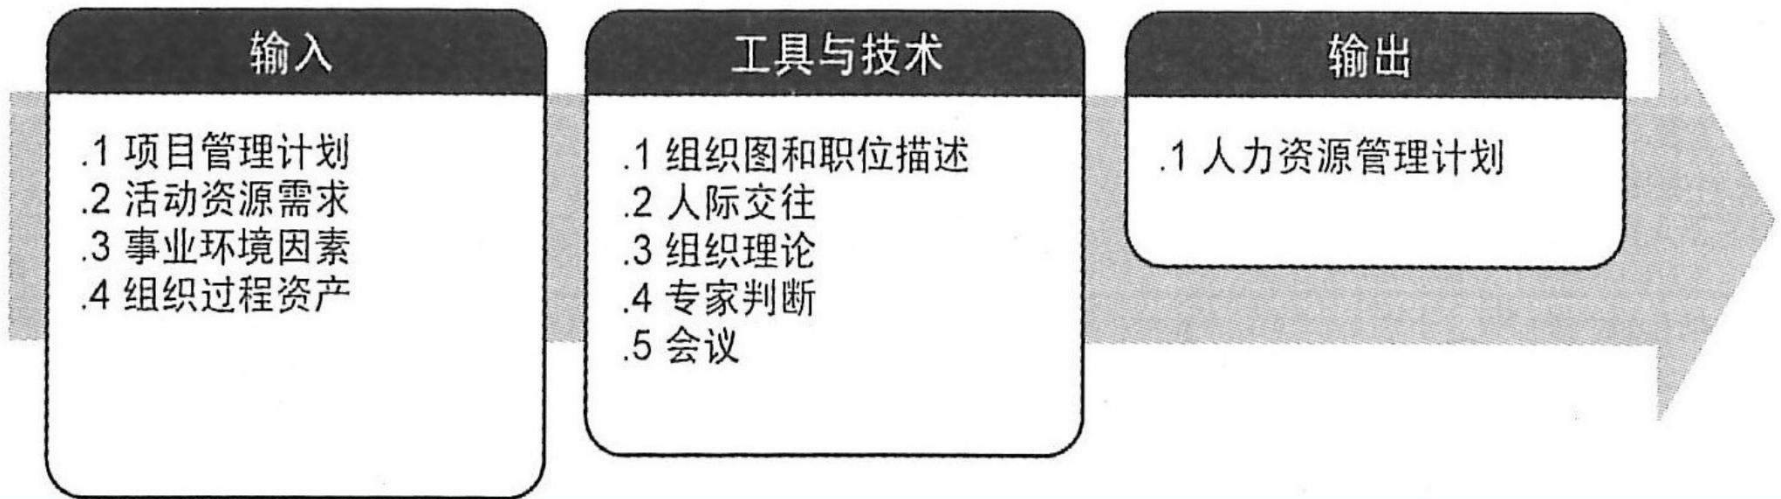 输入
.1 项目管理计划
.2 活动资源需求
.3 事业环境因素
.4 组织过程资产
工具与技术
.1 组织图和职位描述
.2 人际交往
.3 组织理论
.4 专家判断
.5 会议
输出
.1 人力资源管理计划